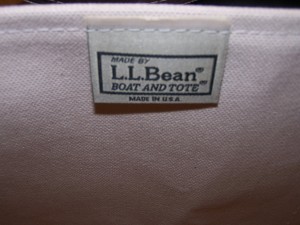 MADE BY
L.L.Bean®
BOAT AND TOTE®
MADE IN U.S.A.